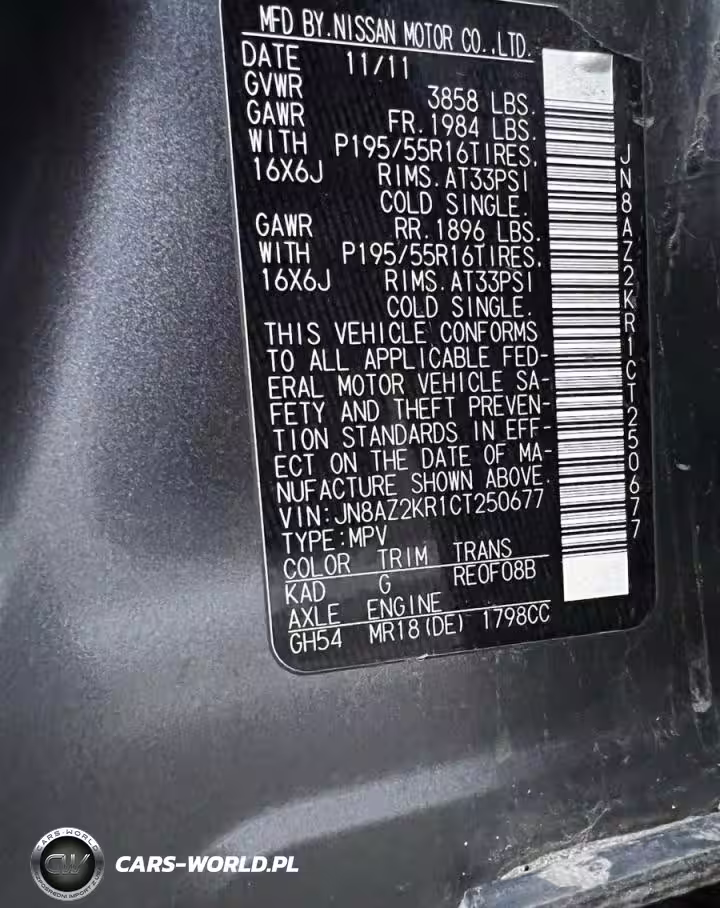 MFD BY.NISSAN MOTOR CO.,LTD.
DATE 11/11
GVWR 3858 LBS.
GAWR FR.1984 LBS.
WITH P195/55R16TIRES,
16X6J RIMS.AT33PSI
COLD SINGLE.
GAWR RR.1896 LBS.
WITH P195/55R16TIRES,
16X6J RIMS.AT33PSI
COLD SINGLE.
THIS VEHICLE CONFORMS
TO ALL APPLICABLE FED-
ERAL MOTOR VEHICLE SA-
FETY AND THEFT PREVEN-
TION STANDARDS IN EFF-
ECT ON THE DATE OF MA-
NUFACTURE SHOWN ABOVE.
VIN:JN8AZ2KR1CT250677
TYPE:MPV
COLOR TRIM TRANS
KAD G RE0F08B
AXLE ENGINE
GH54 MR18(DE) 1798CC
JN8AZ2KR1CT250677
CARS-WORLD
CW
CARS-WORLD.PL